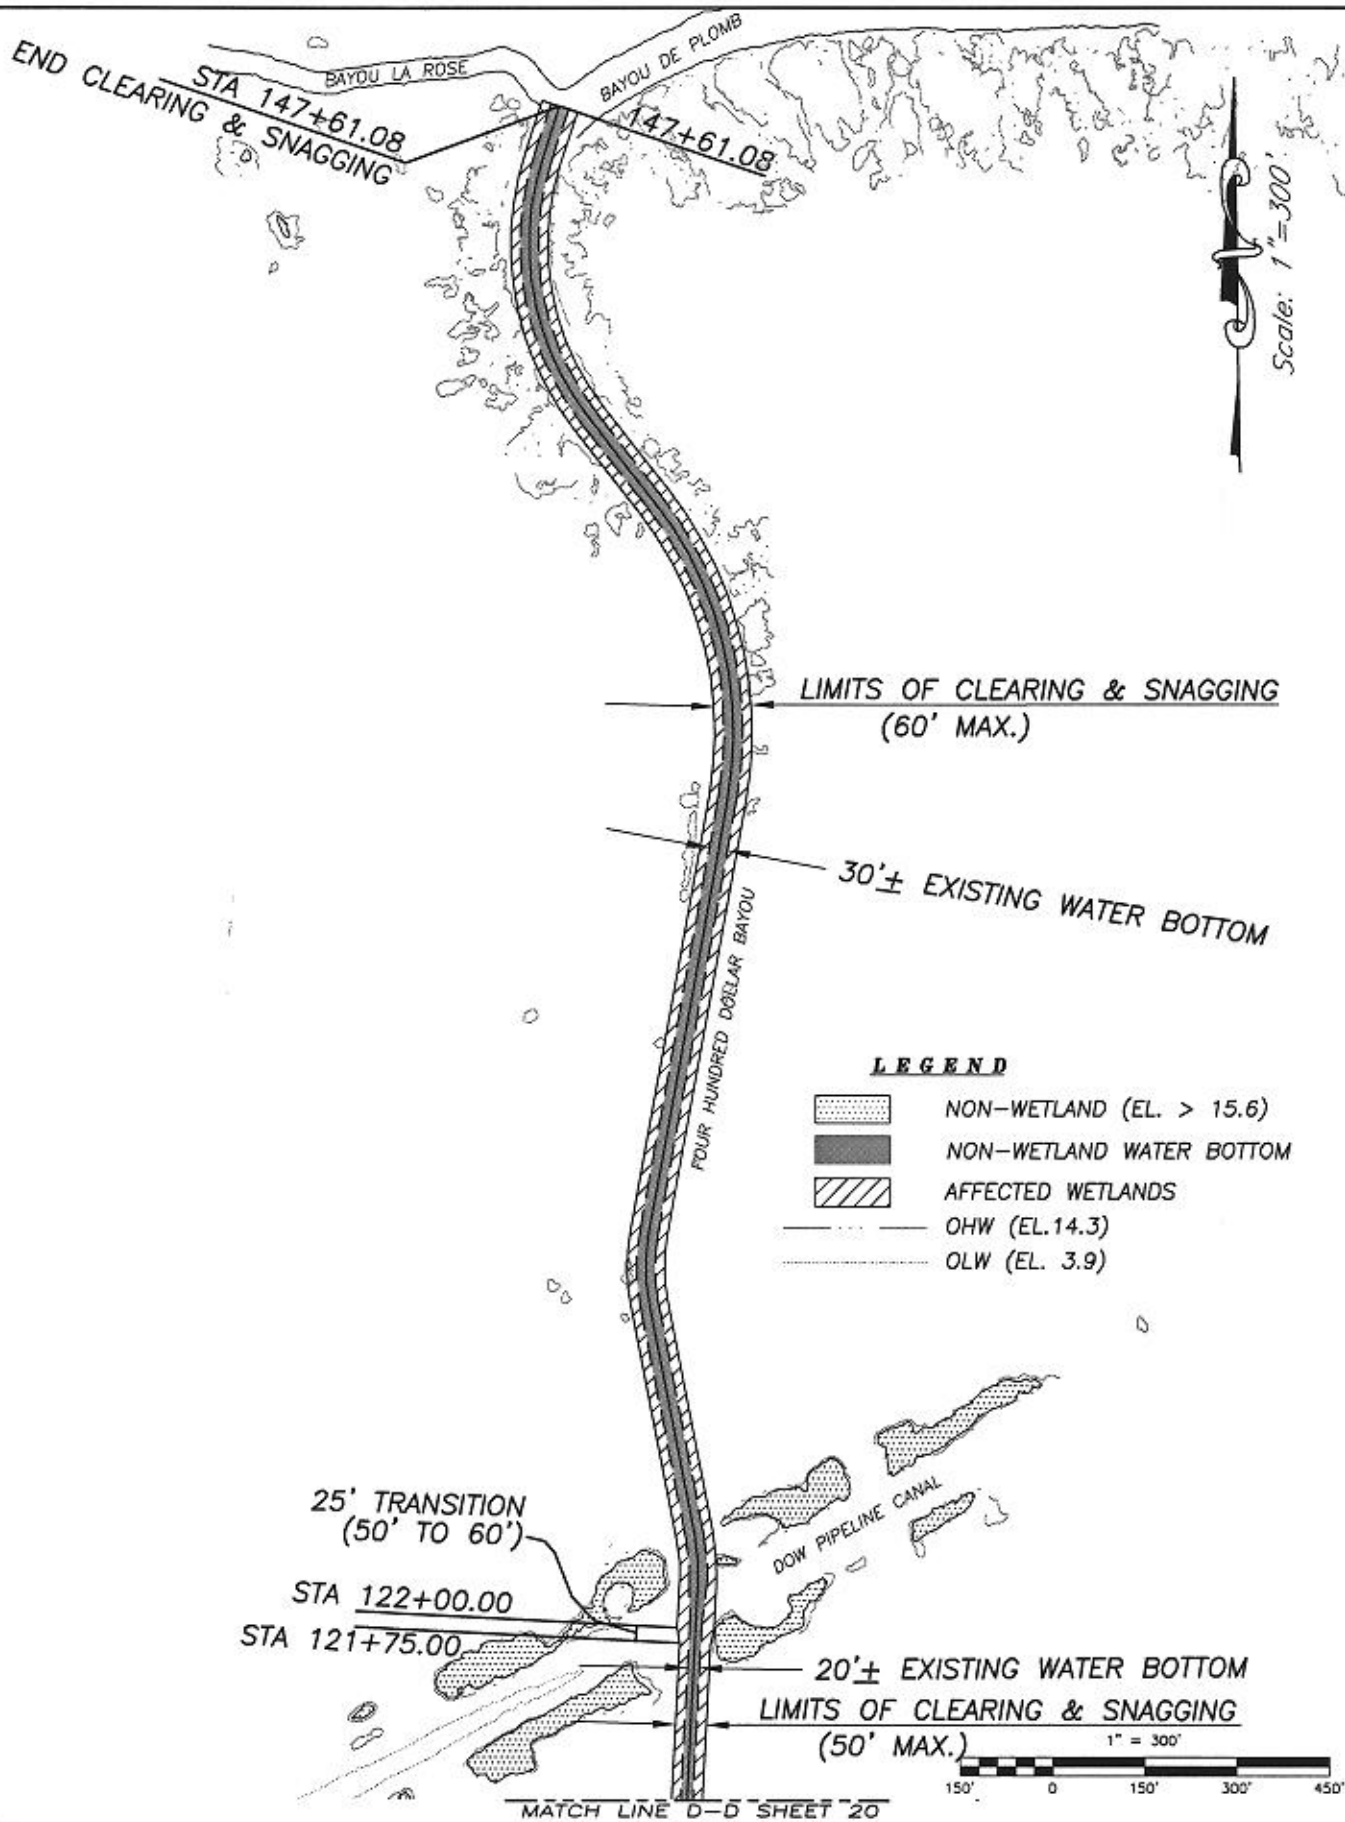 BAYOU LA ROSE
BAYOU DE PLOMB
STA 147+61.08
END CLEARING & SNAGGING
147+61.08
Scale: 1"=300'
LIMITS OF CLEARING & SNAGGING
(60' MAX.)
30'± EXISTING WATER BOTTOM
FOUR HUNDRED DOLLAR BAYOU
LEGEND
NON-WETLAND (EL. > 15.6)
NON-WETLAND WATER BOTTOM
AFFECTED WETLANDS
OHW (EL.14.3)
OLW (EL. 3.9)
DOW PIPELINE CANAL
25' TRANSITION
(50' TO 60')
STA 122+00.00
STA 121+75.00
20'± EXISTING WATER BOTTOM
LIMITS OF CLEARING & SNAGGING
(50' MAX.)
1" = 300'
150' 0 150' 300' 450'
MATCH LINE D-D SHEET 20